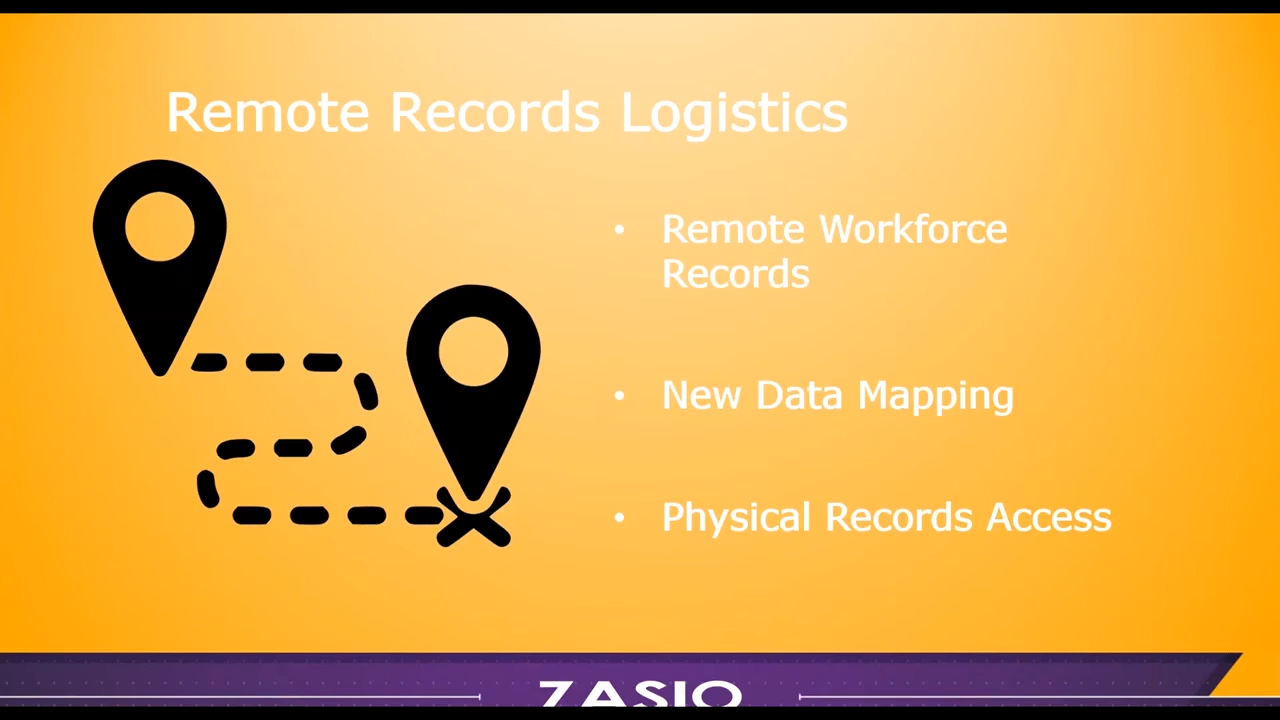 Remote Records Logistics
• Remote Workforce
Records
• New Data Mapping
• Physical Records Access
ZASIO